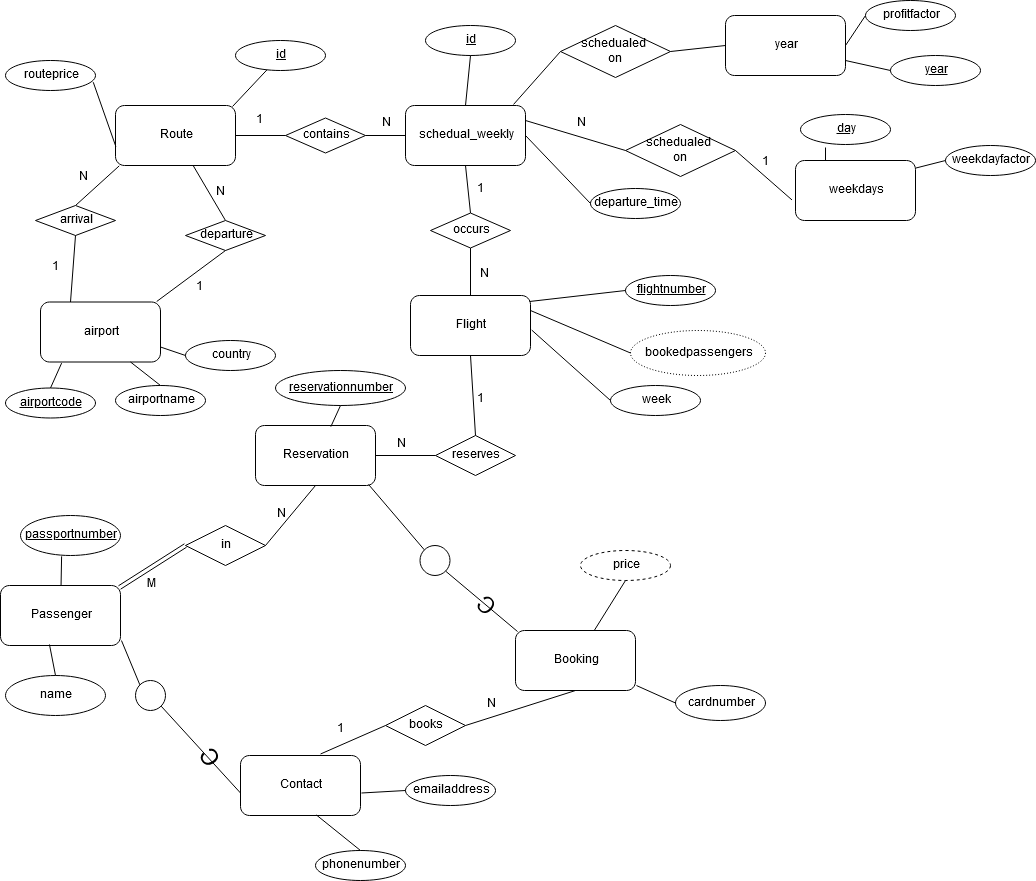 profitfactor
schedualed
on
year
id
id
routeprice
year
1
N
N
day
Route
contains
schedual_weekly
schedualed
on
1
weekdayfactor
N
N
1
weekdays
departure_time
arrival
departure
occurs
1
1
N
flightnumber
airport
Flight
country
bookedpassengers
reservationnumber
airportcode
airportname
1
week
N
Reservation
reserves
N
passportnumber
in
price
M
Passenger
Booking
name
N
cardnumber
1
books
Contact
emailaddress
phonenumber